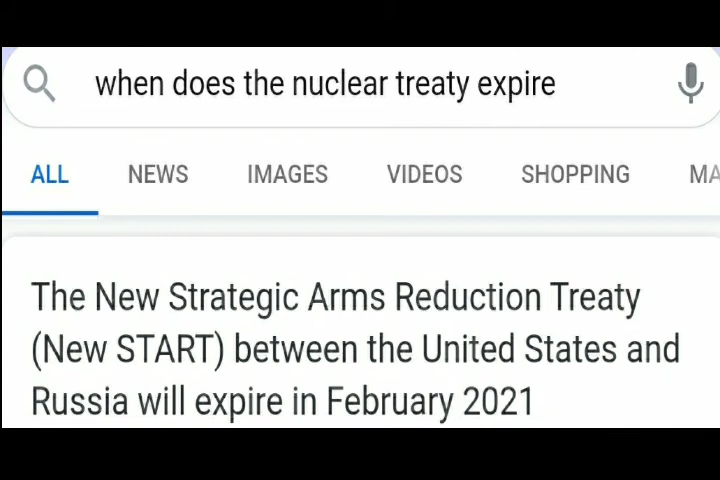 when does the nuclear treaty expire
ALL NEWS IMAGES VIDEOS SHOPPING MA
The New Strategic Arms Reduction Treaty
(New START) between the United States and
Russia will expire in February 2021